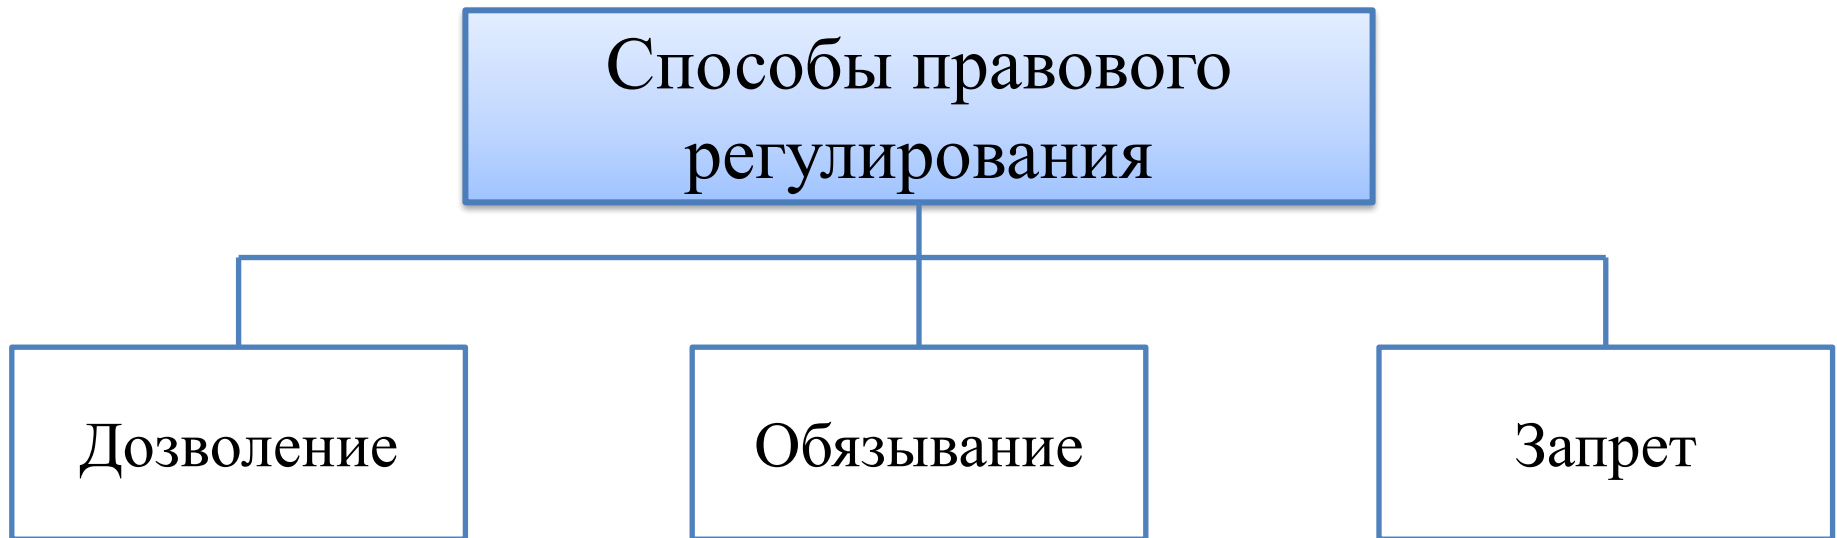 Способы правового
регулирования
Дозволение
Обязывание
Запрет